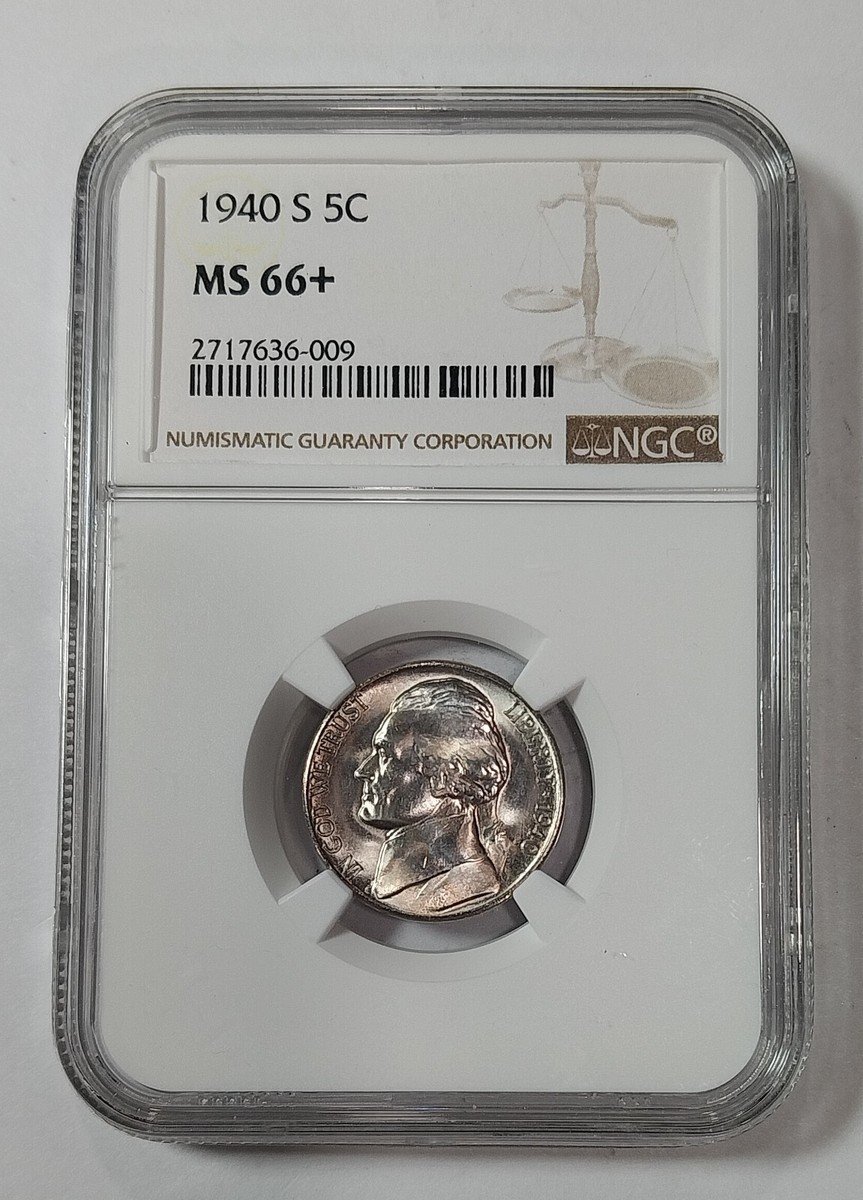 1940 S 5C
MS 66+
2717636-009
NUMISMATIC GUARANTY CORPORATION
NGC®
IN GOD WE TRUST
LIBERTY 1940